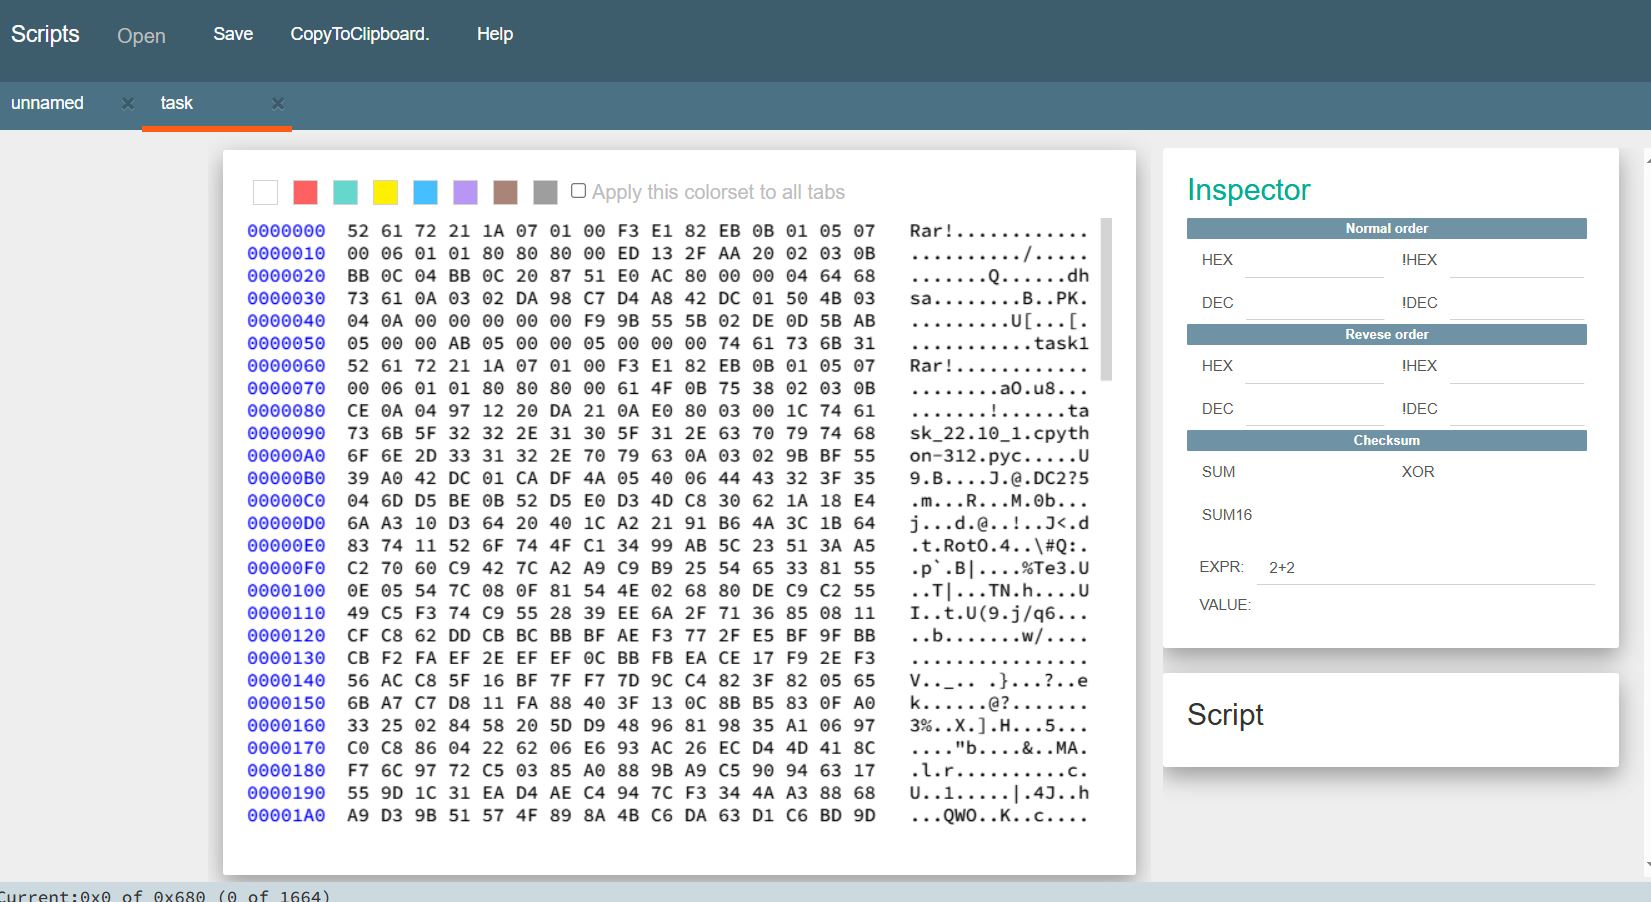 Scripts Open Save CopyToClipboard. Help
unnamed × task ×
Apply this colorset to all tabs
0000000 52 61 72 21 1A 07 01 00 F3 E1 82 EB 0B 01 05 07 Rar!............
0000010 00 06 01 01 80 80 80 00 ED 13 2F AA 20 02 03 0B ........../.....
0000020 BB 0C 04 BB 0C 20 87 51 E0 AC 80 00 00 04 64 68 .......Q......dh
0000030 73 61 0A 03 02 DA 98 C7 D4 A8 42 DC 01 50 4B 03 sa........B..PK.
0000040 04 0A 00 00 00 00 00 F9 9B 55 5B 02 DE 0D 5B AB .........U[...[.
0000050 05 00 00 AB 05 00 00 05 00 00 00 74 61 73 6B 31 ...........task1
0000060 52 61 72 21 1A 07 01 00 F3 E1 82 EB 0B 01 05 07 Rar!............
0000070 00 06 01 01 80 80 80 00 61 4F 0B 75 38 02 03 0B ........aO.u8...
0000080 CE 0A 04 97 12 20 DA 21 0A E0 80 03 00 1C 74 61 .......!......ta
0000090 73 6B 5F 32 32 2E 31 30 5F 31 2E 63 70 79 74 68 sk_22.10_1.cpyth
00000A0 6F 6E 2D 33 31 32 2E 70 79 63 0A 03 02 9B BF 55 on-312.pyc.....U
00000B0 39 A0 42 DC 01 CA DF 4A 05 40 06 44 43 32 3F 35 9.B....J.@.DC2?5
00000C0 04 6D D5 BE 0B 52 D5 E0 D3 4D C8 30 62 1A 18 E4 .m...R...M.0b...
00000D0 6A A3 10 D3 64 20 40 1C A2 21 91 B6 4A 3C 1B 64 j...d.@..!..J<.d
00000E0 83 74 11 52 6F 74 4F C1 34 99 AB 5C 23 51 3A A5 .t.RotO.4..\#Q:.
00000F0 C2 70 60 C9 42 7C A2 A9 C9 B9 25 54 65 33 81 55 .p`.B|....%Te3.U
0000100 0E 05 54 7C 08 0F 81 54 4E 02 68 80 DE C9 C2 55 ..T|...TN.h....U
0000110 49 C5 F3 74 C9 55 28 39 EE 6A 2F 71 36 85 08 11 I..t.U(9.j/q6...
0000120 CF C8 62 DD CB BC BB BF AE F3 77 2F E5 BF 9F BB ..b.......w/....
0000130 CB F2 FA EF 2E EF EF 0C BB FB EA CE 17 F9 2E F3 ................
0000140 56 AC C8 5F 16 BF 7F F7 7D 9C C4 82 3F 82 05 65 V.._.. .}...?..e
0000150 6B A7 C7 D8 11 FA 88 40 3F 13 0C 8B B5 83 0F A0 k......@?.......
0000160 33 25 02 84 58 20 5D D9 48 96 81 98 35 A1 06 97 3%..X.].H...5...
0000170 C0 C8 86 04 22 62 06 E6 93 AC 26 EC D4 4D 41 8C ...."b....&..MA.
0000180 F7 6C 97 72 C5 03 85 A0 88 9B A9 C5 90 94 63 17 .l.r..........c.
0000190 55 9D 1C 31 EA D4 AE C4 94 7C F3 34 4A A3 88 68 U..1.....|.4J..h
00001A0 A9 D3 9B 51 57 4F 89 8A 4B C6 DA 63 D1 C6 BD 9D ...QWO..K..c....
Inspector
Normal order
HEX !HEX
DEC !DEC
Revese order
HEX !HEX
DEC !DEC
Checksum
SUM XOR
SUM16
EXPR: 2+2
VALUE:
Script
Current:0x0 of 0x680 (0 of 1664)